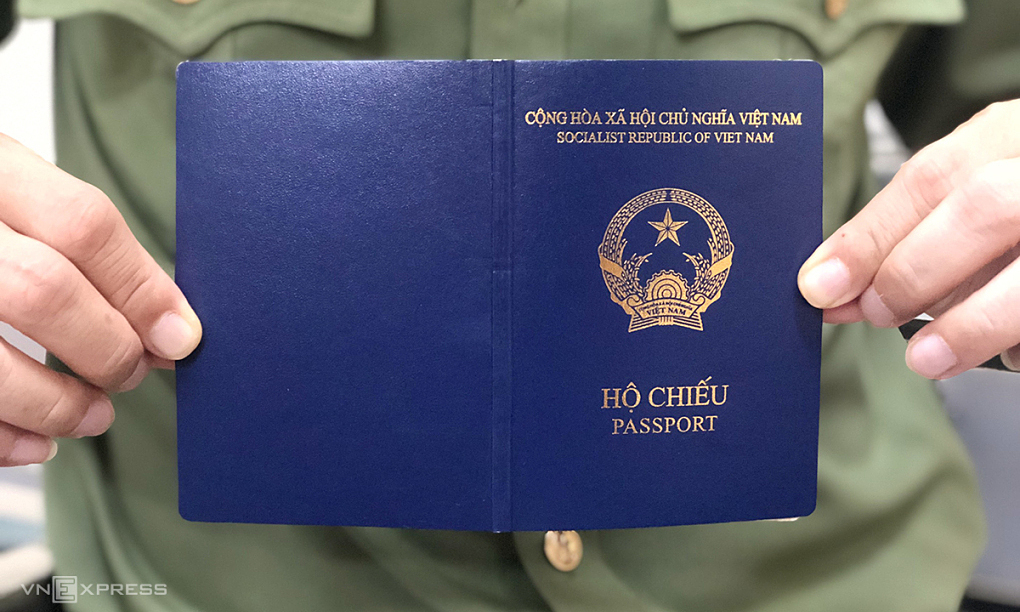 CỘNG HÒA XÃ HỘI CHỦ NGHĨA VIỆT NAM
SOCIALIST REPUBLIC OF VIET NAM
VIỆT NAM
HỘ CHIẾU
PASSPORT
VNEXPRESS